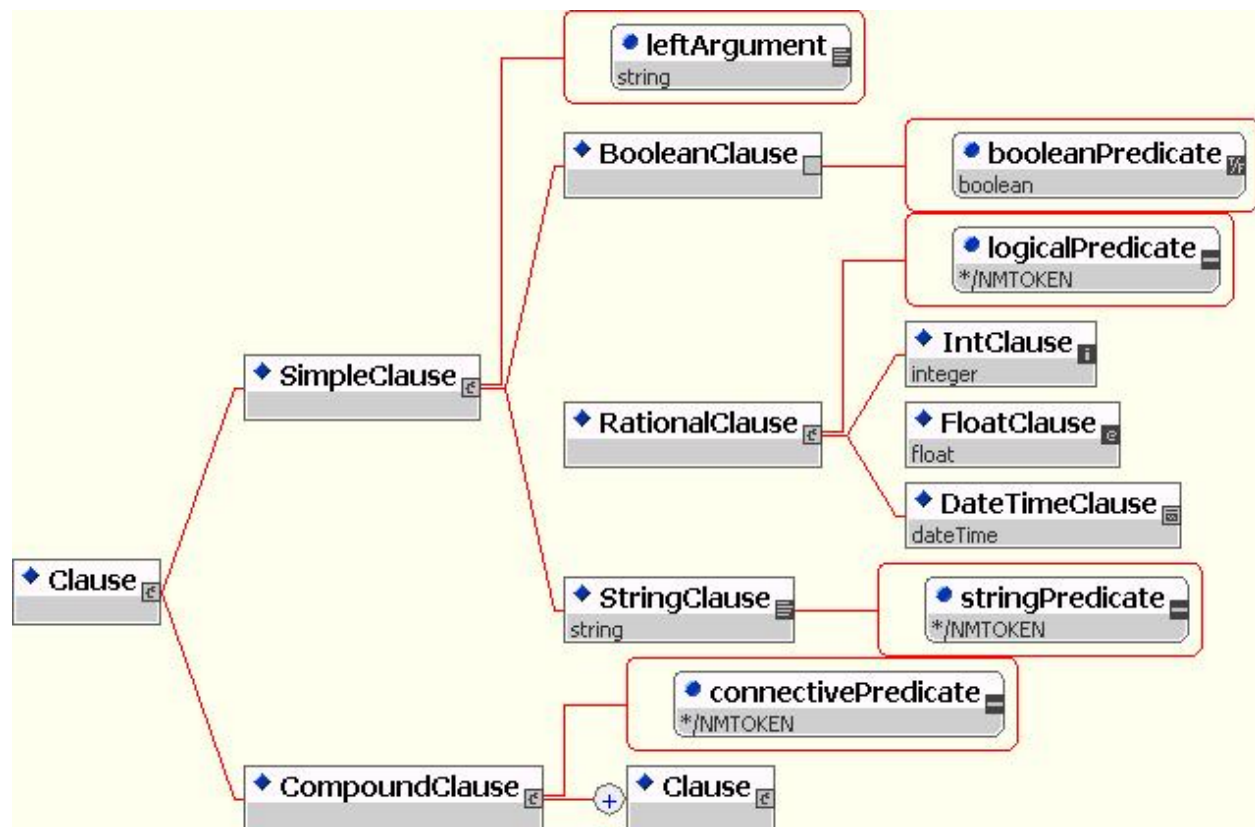 leftArgument
string
BooleanClause
booleanPredicate
boolean
logicalPredicate
*/NMTOKEN
SimpleClause
IntClause
integer
RationalClause
FloatClause
float
DateTimeClause
dateTime
Clause
StringClause
string
stringPredicate
*/NMTOKEN
connectivePredicate
*/NMTOKEN
CompoundClause
+
Clause